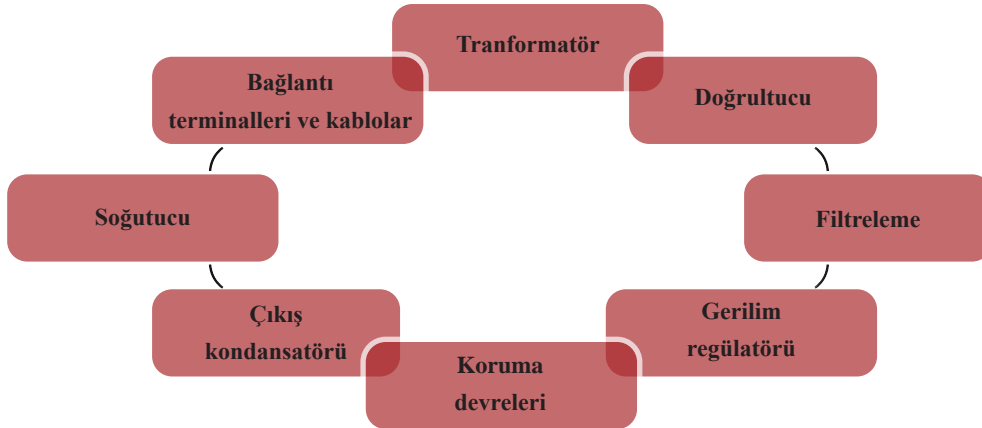 Tranformatör
Doğrultucu
Filtreleme
Gerilim
regülatörü
Koruma
devreleri
Çıkış
kondansatörü
Soğutucu
Bağlantı
terminalleri ve kablolar